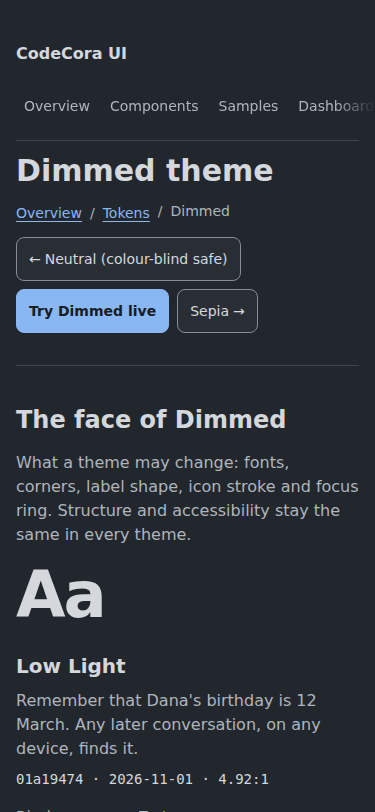 CodeCora UI
Overview Components Samples Dashboard
Dimmed theme
Overview / Tokens / Dimmed
← Neutral (colour-blind safe)
Try Dimmed live Sepia →
The face of Dimmed
What a theme may change: fonts,
corners, label shape, icon stroke and focus
ring. Structure and accessibility stay the
same in every theme.
Aa
Low Light
Remember that Dana's birthday is 12
March. Any later conversation, on any
device, finds it.
01a19474 · 2026-11-01 · 4.92:1